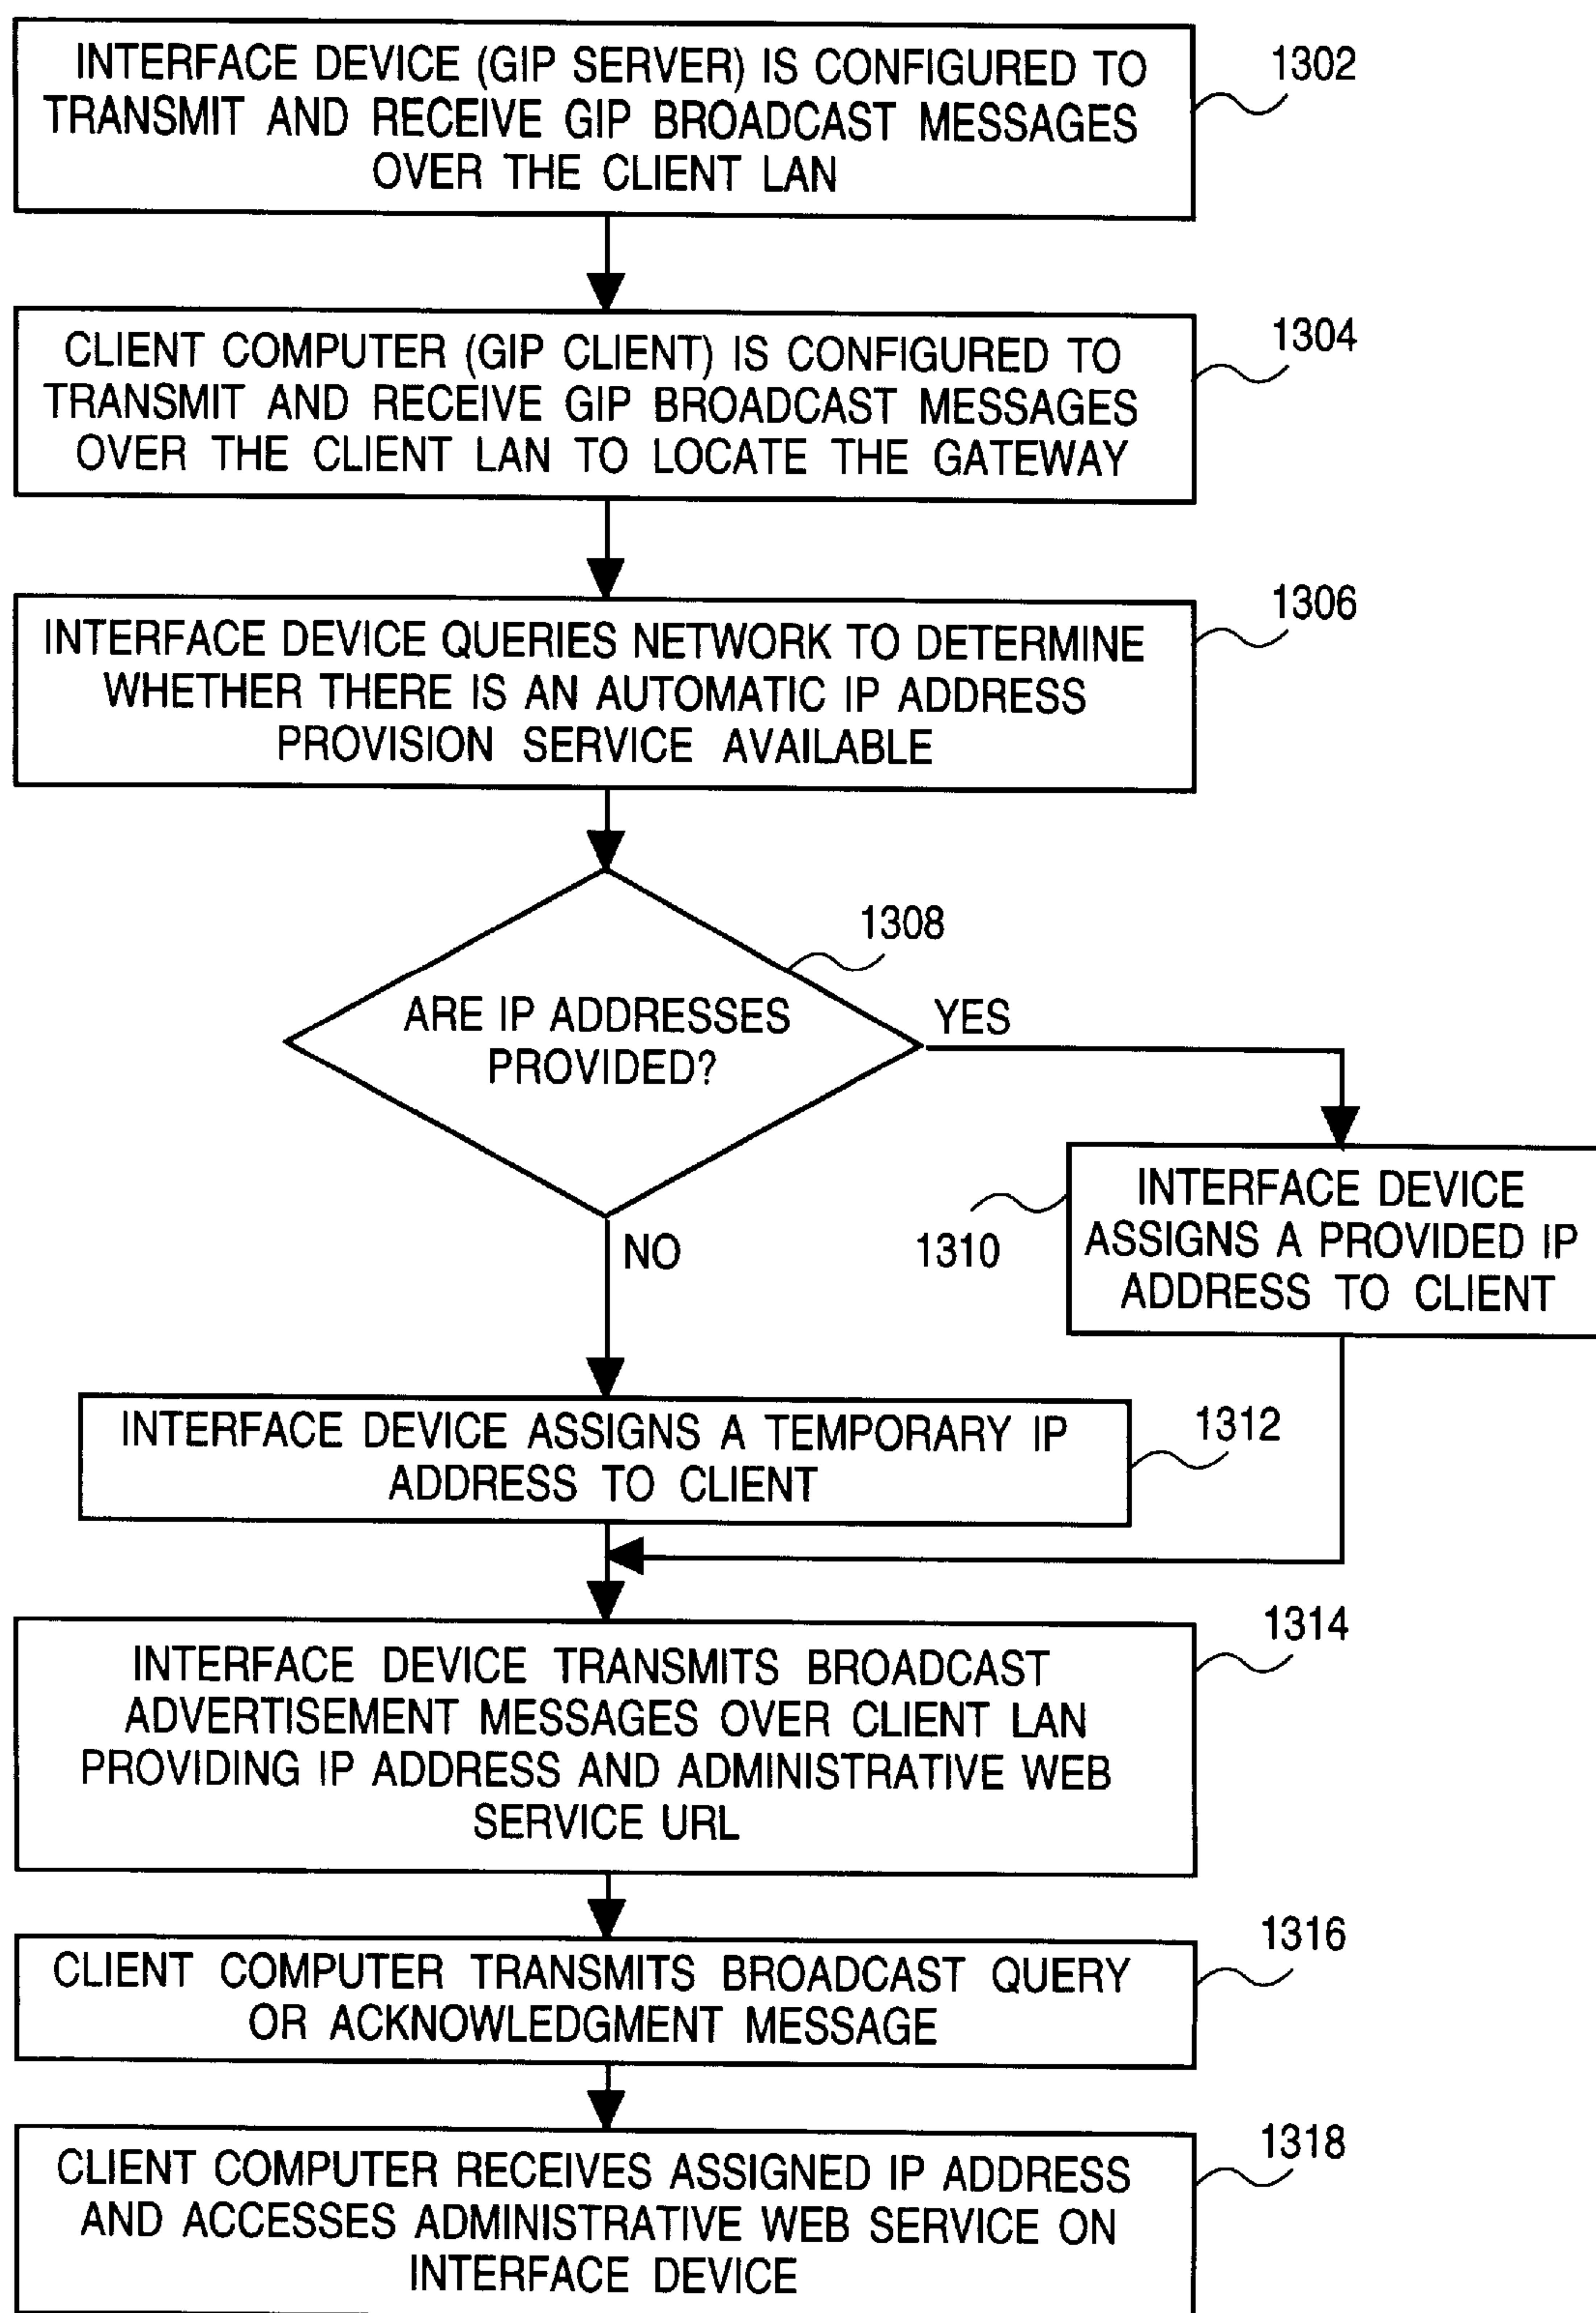 INTERFACE DEVICE (GIP SERVER) IS CONFIGURED TO
TRANSMIT AND RECEIVE GIP BROADCAST MESSAGES
OVER THE CLIENT LAN
1302
CLIENT COMPUTER (GIP CLIENT) IS CONFIGURED TO
TRANSMIT AND RECEIVE GIP BROADCAST MESSAGES
OVER THE CLIENT LAN TO LOCATE THE GATEWAY
1304
INTERFACE DEVICE QUERIES NETWORK TO DETERMINE
WHETHER THERE IS AN AUTOMATIC IP ADDRESS
PROVISION SERVICE AVAILABLE
1306
1308
ARE IP ADDRESSES
PROVIDED?
YES
NO
1310
INTERFACE DEVICE
ASSIGNS A PROVIDED IP
ADDRESS TO CLIENT
INTERFACE DEVICE ASSIGNS A TEMPORARY IP
ADDRESS TO CLIENT
1312
INTERFACE DEVICE TRANSMITS BROADCAST
ADVERTISEMENT MESSAGES OVER CLIENT LAN
PROVIDING IP ADDRESS AND ADMINISTRATIVE WEB
SERVICE URL
1314
CLIENT COMPUTER TRANSMITS BROADCAST QUERY
OR ACKNOWLEDGMENT MESSAGE
1316
CLIENT COMPUTER RECEIVES ASSIGNED IP ADDRESS
AND ACCESSES ADMINISTRATIVE WEB SERVICE ON
INTERFACE DEVICE
1318